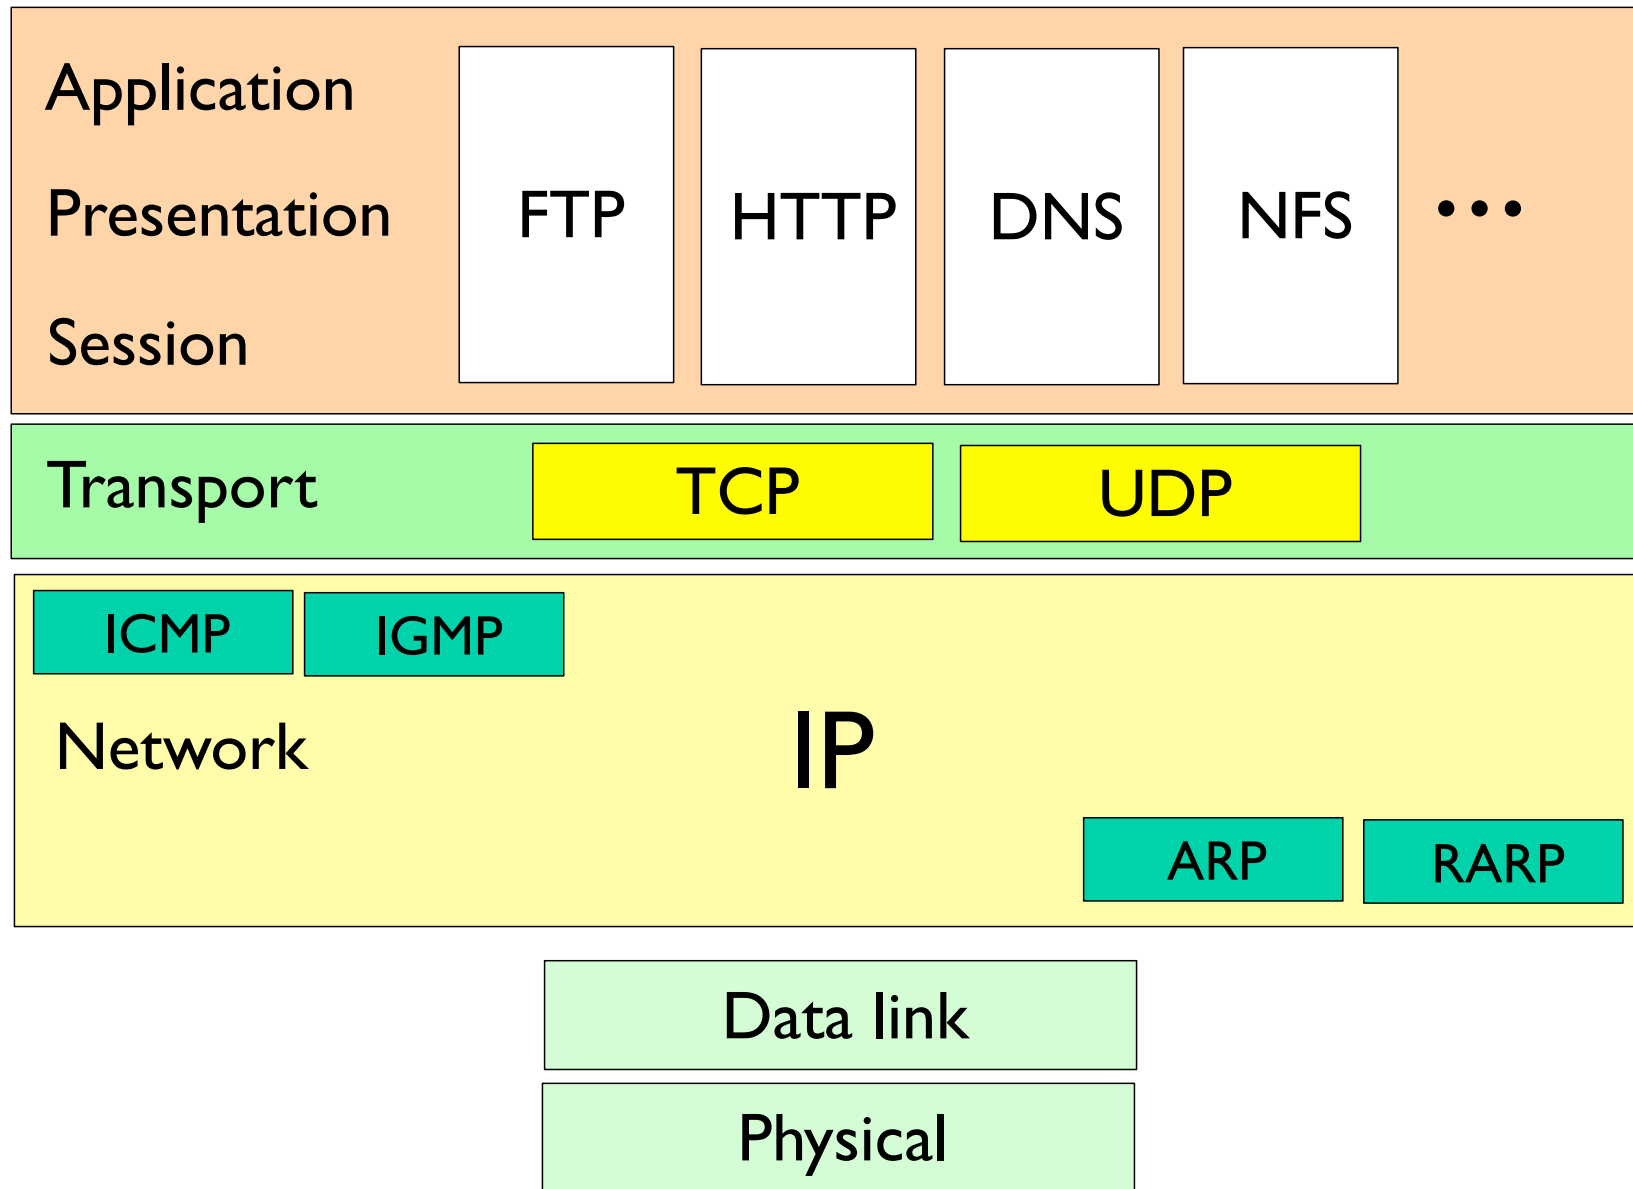 Application
Presentation
Session
FTP
HTTP
DNS
NFS
...
Transport
TCP
UDP
ICMP
IGMP
Network
IP
ARP
RARP
Data link
Physical